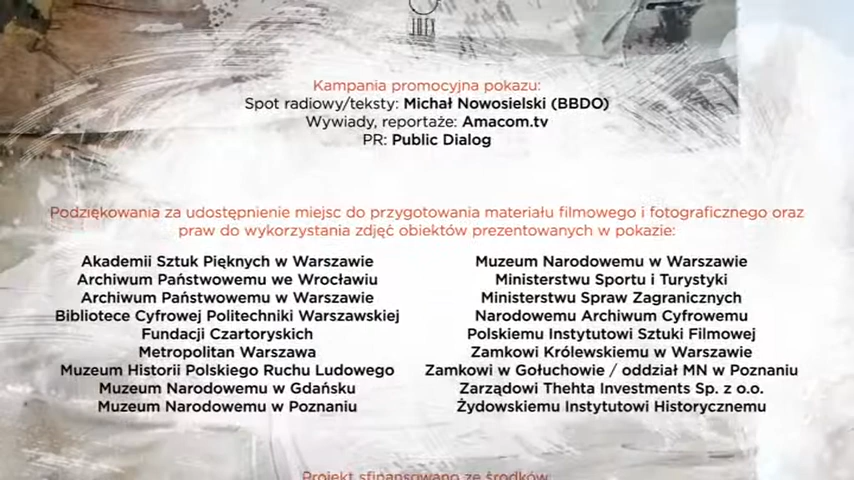 JDEX
Kampania promocyjna pokazu:
Spot radiowy/teksty: Michał Nowosielski (BBDO)
Wywiady, reportaże: Amacom.tv
PR: Public Dialog
Podziękowania za udostępnienie miejsc do przygotowania materiału filmowego i fotograficznego oraz
praw do wykorzystania zdjęć obiektów prezentowanych w pokazie:
Akademii Sztuk Pięknych w Warszawie
Archiwum Państwowemu we Wrocławiu
Archiwum Państwowemu w Warszawie
Bibliotece Cyfrowej Politechniki Warszawskiej
Fundacji Czartoryskich
Metropolitan Warszawa
Muzeum Historii Polskiego Ruchu Ludowego
Muzeum Narodowemu w Gdańsku
Muzeum Narodowemu w Poznaniu
Muzeum Narodowemu w Warszawie
Ministerstwu Sportu i Turystyki
Ministerstwu Spraw Zagranicznych
Narodowemu Archiwum Cyfrowemu
Polskiemu Instytutowi Sztuki Filmowej
Zamkowi Królewskiemu w Warszawie
Zamkowi w Gołuchowie / oddział MN w Poznaniu
Zarządowi Thehta Investments Sp. z o.o.
Żydowskiemu Instytutowi Historycznemu
Projekt sfinansowano ze środków